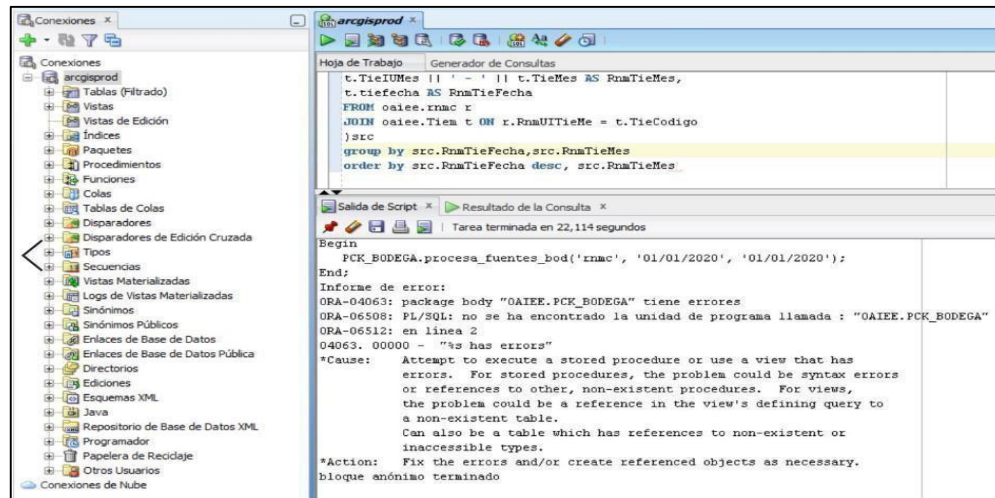 Conexiones
Conexiones
arcgisprod
Tablas (Filtrado)
Vistas
Vistas de Edición
Índices
Paquetes
Procedimientos
Funciones
Colas
Tablas de Colas
Disparadores
Disparadores de Edición Cruzada
Tipos
Secuencias
Vistas Materializadas
Logs de Vistas Materializadas
Sinónimos
Sinónimos Públicos
Enlaces de Base de Datos
Enlaces de Base de Datos Pública
Directorios
Ediciones
Esquemas XML
Java
Repositorio de Base de Datos XML
Programador
Papelera de Reciclaje
Otros Usuarios
Conexiones de Nube
arcgisprod
Hoja de Trabajo Generador de Consultas
t.TieIUMes || ' - ' || t.TieMes AS RnmTieMes,
t.tiefecha AS RnmTieFecha
FROM oaiee.rnmc r
JOIN oaiee.Tiem t ON r.RnmUITieMe = t.TieCodigo
)src
group by src.RnmTieFecha,src.RnmTieMes
order by src.RnmTieFecha desc, src.RnmTieMes
Salida de Script Resultado de la Consulta
Tarea terminada en 22,114 segundos
Begin
PCK_BODEGA.procesa_fuentes_bod('rnmc', '01/01/2020', '01/01/2020');
End;
Informe de error:
ORA-04063: package body "OAIEE.PCK_BODEGA" tiene errores
ORA-06508: PL/SQL: no se ha encontrado la unidad de programa llamada : "OAIEE.PCK_BODEGA"
ORA-06512: en línea 2
04063. 00000 - "%s has errors"
*Cause: Attempt to execute a stored procedure or use a view that has
errors. For stored procedures, the problem could be syntax errors
or references to other, non-existent procedures. For views,
the problem could be a reference in the view's defining query to
a non-existent table.
Can also be a table which has references to non-existent or
inaccessible types.
*Action: Fix the errors and/or create referenced objects as necessary.
bloque anónimo terminado